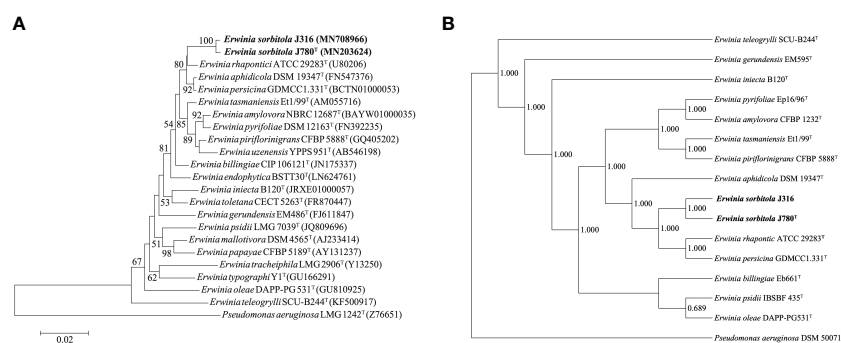 A
100
Erwinia sorbitola J316 (MN708966)
Erwinia sorbitola J780ᵀ (MN203624)
80
Erwinia rhapontici ATCC 29283ᵀ (U80206)
Erwinia aphidicola DSM 19347ᵀ (FN547376)
92
Erwinia persicina GDMCC1.331ᵀ (BCTN01000053)
Erwinia tasmaniensis Et1/99ᵀ (AM055716)
92
Erwinia amylovora NBRC 12687ᵀ (BAYW01000035)
54
85
Erwinia pyrifoliae DSM 12163ᵀ (FN392235)
89
Erwinia piriflorinigrans CFBP 5888ᵀ (GQ405202)
Erwinia uzenensis YPPS 951ᵀ (AB546198)
81
Erwinia billingiae CIP 106121ᵀ (JN175337)
Erwinia endophytica BSTT30ᵀ (LN624761)
Erwinia iniecta B120ᵀ (JRXE01000057)
53
Erwinia toletana CECT 5263ᵀ (FR870447)
Erwinia gerundensis EM486ᵀ (FJ611847)
Erwinia psidii LMG 7039ᵀ (JQ809696)
51
Erwinia mallotivora DSM 4565ᵀ (AJ233414)
98
Erwinia papayae CFBP 5189ᵀ (AY131237)
67
Erwinia tracheiphila LMG 2906ᵀ (Y13250)
62
Erwinia typographi Y1ᵀ (GU166291)
Erwinia oleae DAPP-PG 531ᵀ (GU810925)
Erwinia teleogrylli SCU-B244ᵀ (KF500917)
Pseudomonas aeruginosa LMG 1242ᵀ (Z76651)
0.02
B
Erwinia teleogrylli SCU-B244ᵀ
Erwinia gerundensis EM595ᵀ
1.000
Erwinia iniecta B120ᵀ
1.000
Erwinia pyrifoliae Ep16/96ᵀ
1.000
Erwinia amylovora CFBP 1232ᵀ
1.000
Erwinia tasmaniensis Et1/99ᵀ
1.000
Erwinia piriflorinigrans CFBP 5888ᵀ
1.000
1.000
Erwinia aphidicola DSM 19347ᵀ
Erwinia sorbitola J316
1.000
1.000
Erwinia sorbitola J780ᵀ
1.000
1.000
Erwinia rhapontic ATCC 29283ᵀ
1.000
Erwinia persicina GDMCC1.331ᵀ
Erwinia billingiae Eb661ᵀ
Erwinia psidii IBSBF 435ᵀ
0.689
Erwinia oleae DAPP-PG531ᵀ
Pseudomonas aeruginosa DSM 50071